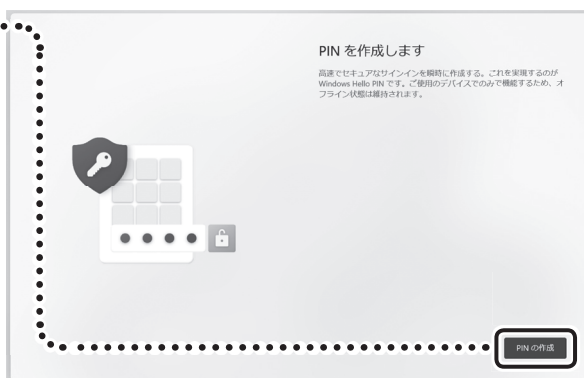 PIN を作成します
高速でセキュアなサインインを瞬時に作成する。これを実現するのが
Windows Hello PIN です。ご使用のデバイスでのみで機能するため、オ
フライン状態は維持されます。
PIN の作成